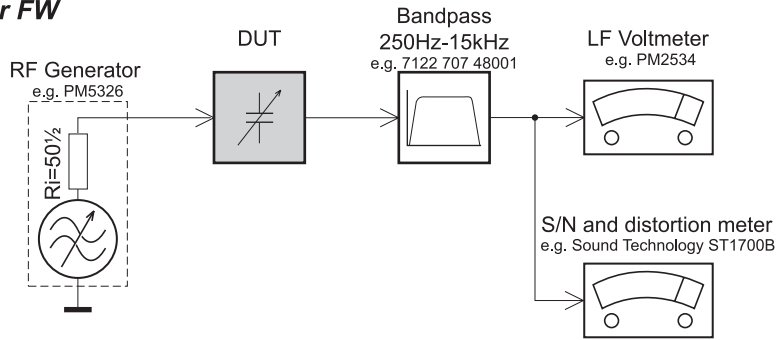 r FW
Bandpass
250Hz-15kHz
e.g. 7122 707 48001
DUT
LF Voltmeter
e.g. PM2534
RF Generator
e.g. PM5326
Ri=50½
S/N and distortion meter
e.g. Sound Technology ST1700B